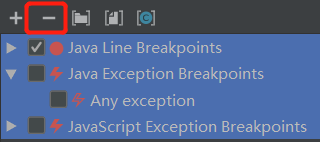 Java Line Breakpoints
Java Exception Breakpoints
Any exception
JavaScript Exception Breakpoints